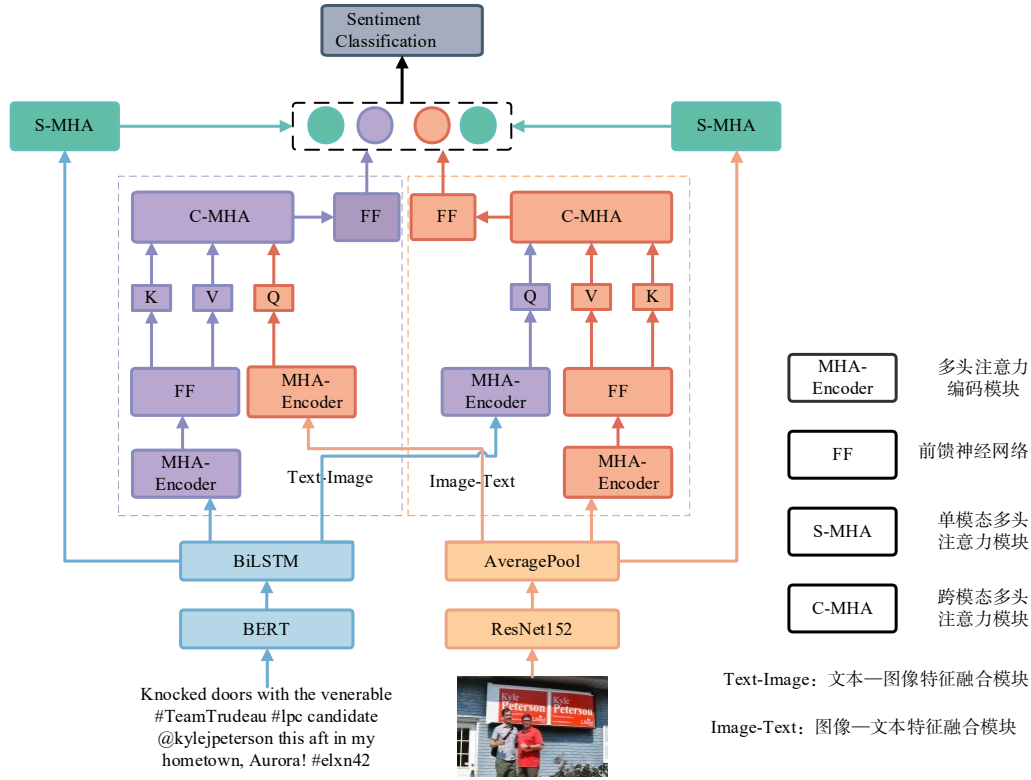 Sentiment
Classification
S-MHA
S-MHA
C-MHA
FF
FF
C-MHA
K
V
Q
Q
V
K
FF
MHA-
Encoder
MHA-
Encoder
FF
MHA-
Encoder
Text-Image
Image-Text
MHA-
Encoder
BiLSTM
AveragePool
BERT
ResNet152
Knocked doors with the venerable
#TeamTrudeau #lpc candidate
@kylejpeterson this aft in my
hometown, Aurora! #elxn42
Kyle
Peterson
Kyle
Peterson
MHA-
Encoder
多头注意力
编码模块
FF
前馈神经网络
S-MHA
单模态多头
注意力模块
C-MHA
跨模态多头
注意力模块
Text-Image：文本—图像特征融合模块
Image-Text：图像—文本特征融合模块